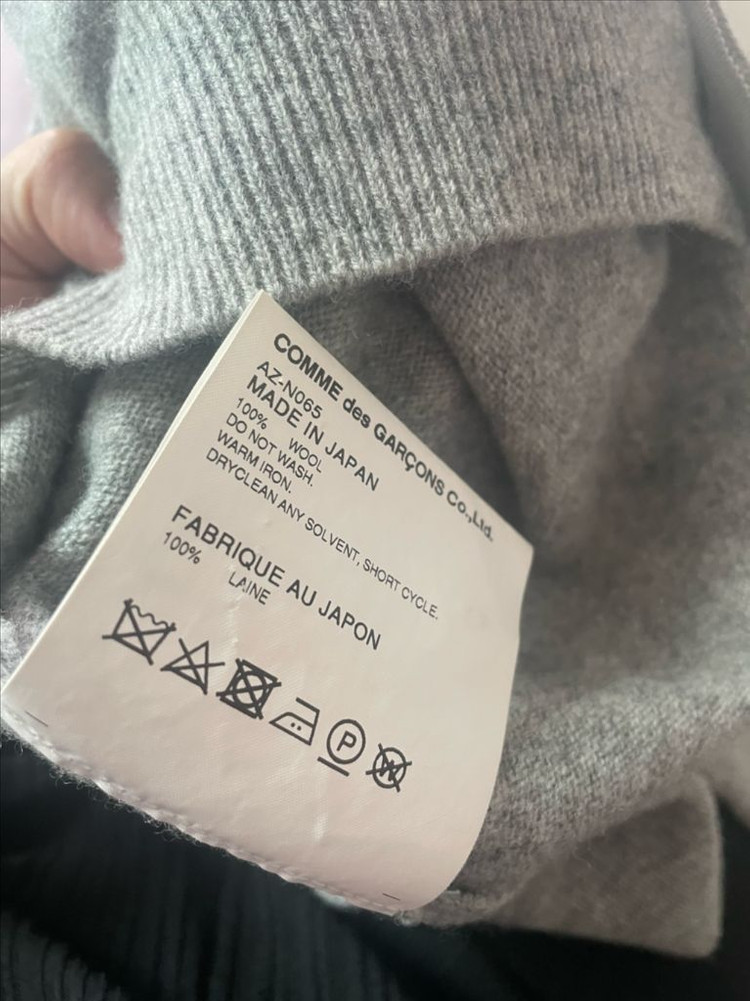 COMME des GARÇONS Co.,Ltd.
AZ-N065
MADE IN JAPAN
100% WOOL
DO NOT WASH.
WARM IRON.
DRYCLEAN ANY SOLVENT, SHORT CYCLE.
FABRIQUE AU JAPON
100% LAINE
P W